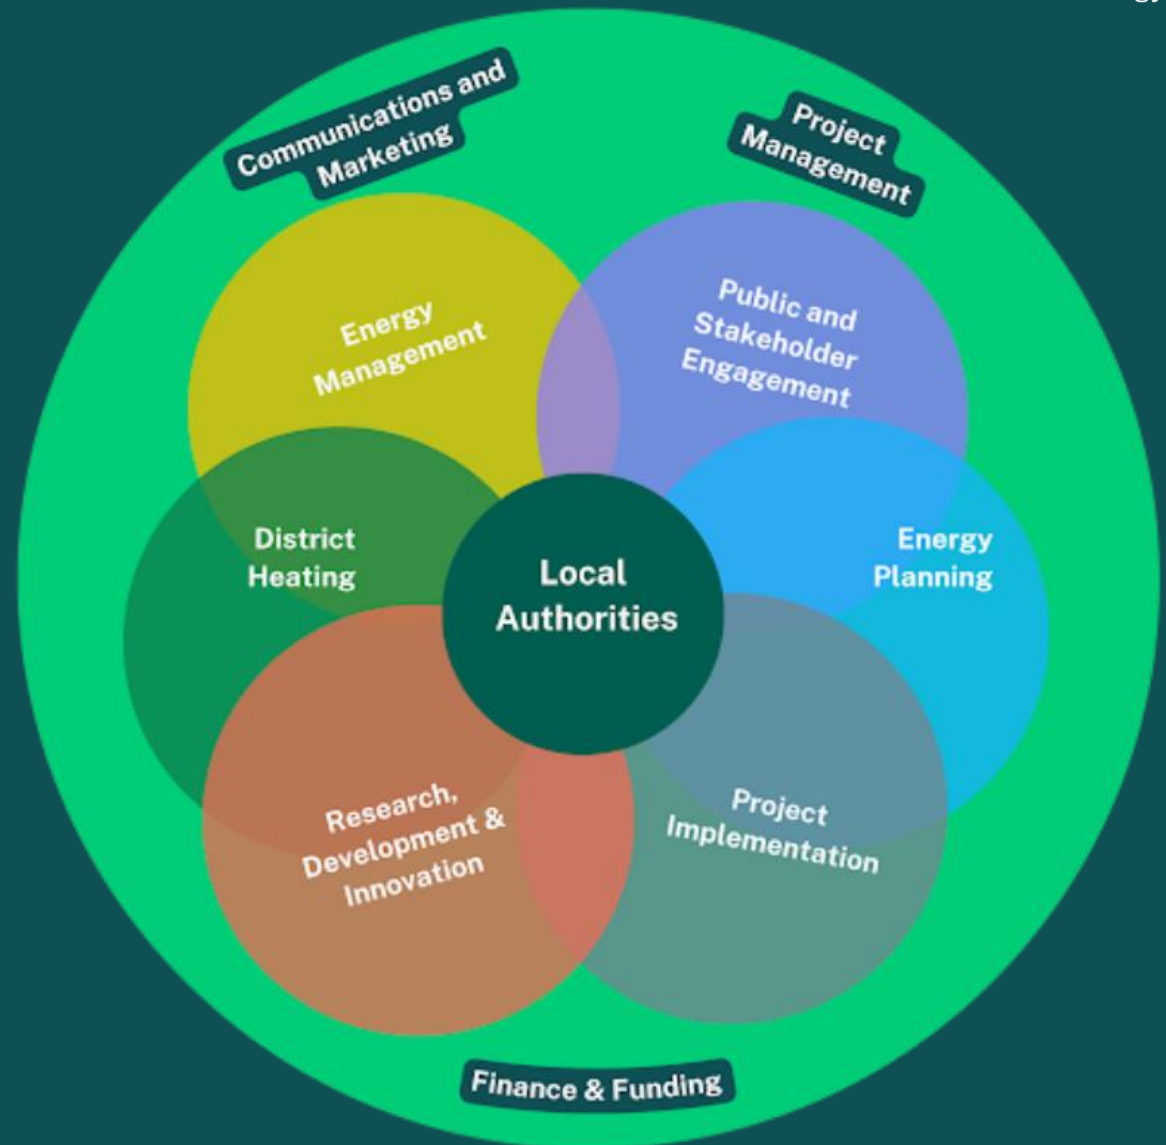 Communications and
Marketing
Project
Management
Energy
Management
Public and
Stakeholder
Engagement
District
Heating
Energy
Planning
Local
Authorities
Research,
Development &
Innovation
Project
Implementation
Finance & Funding